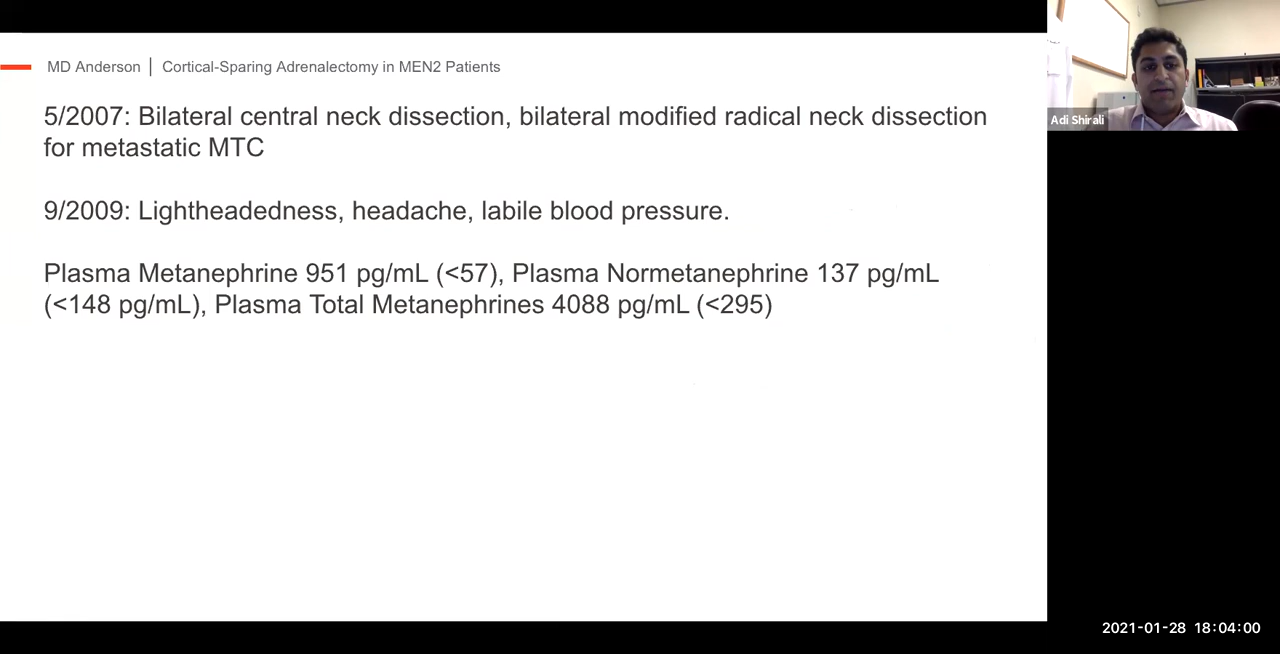 MD Anderson | Cortical-Sparing Adrenalectomy in MEN2 Patients
5/2007: Bilateral central neck dissection, bilateral modified radical neck dissection
for metastatic MTC
9/2009: Lightheadedness, headache, labile blood pressure.
Plasma Metanephrine 951 pg/mL (<57), Plasma Normetanephrine 137 pg/mL
(<148 pg/mL), Plasma Total Metanephrines 4088 pg/mL (<295)
Adi Shirali
2021-01-28 18:04:00